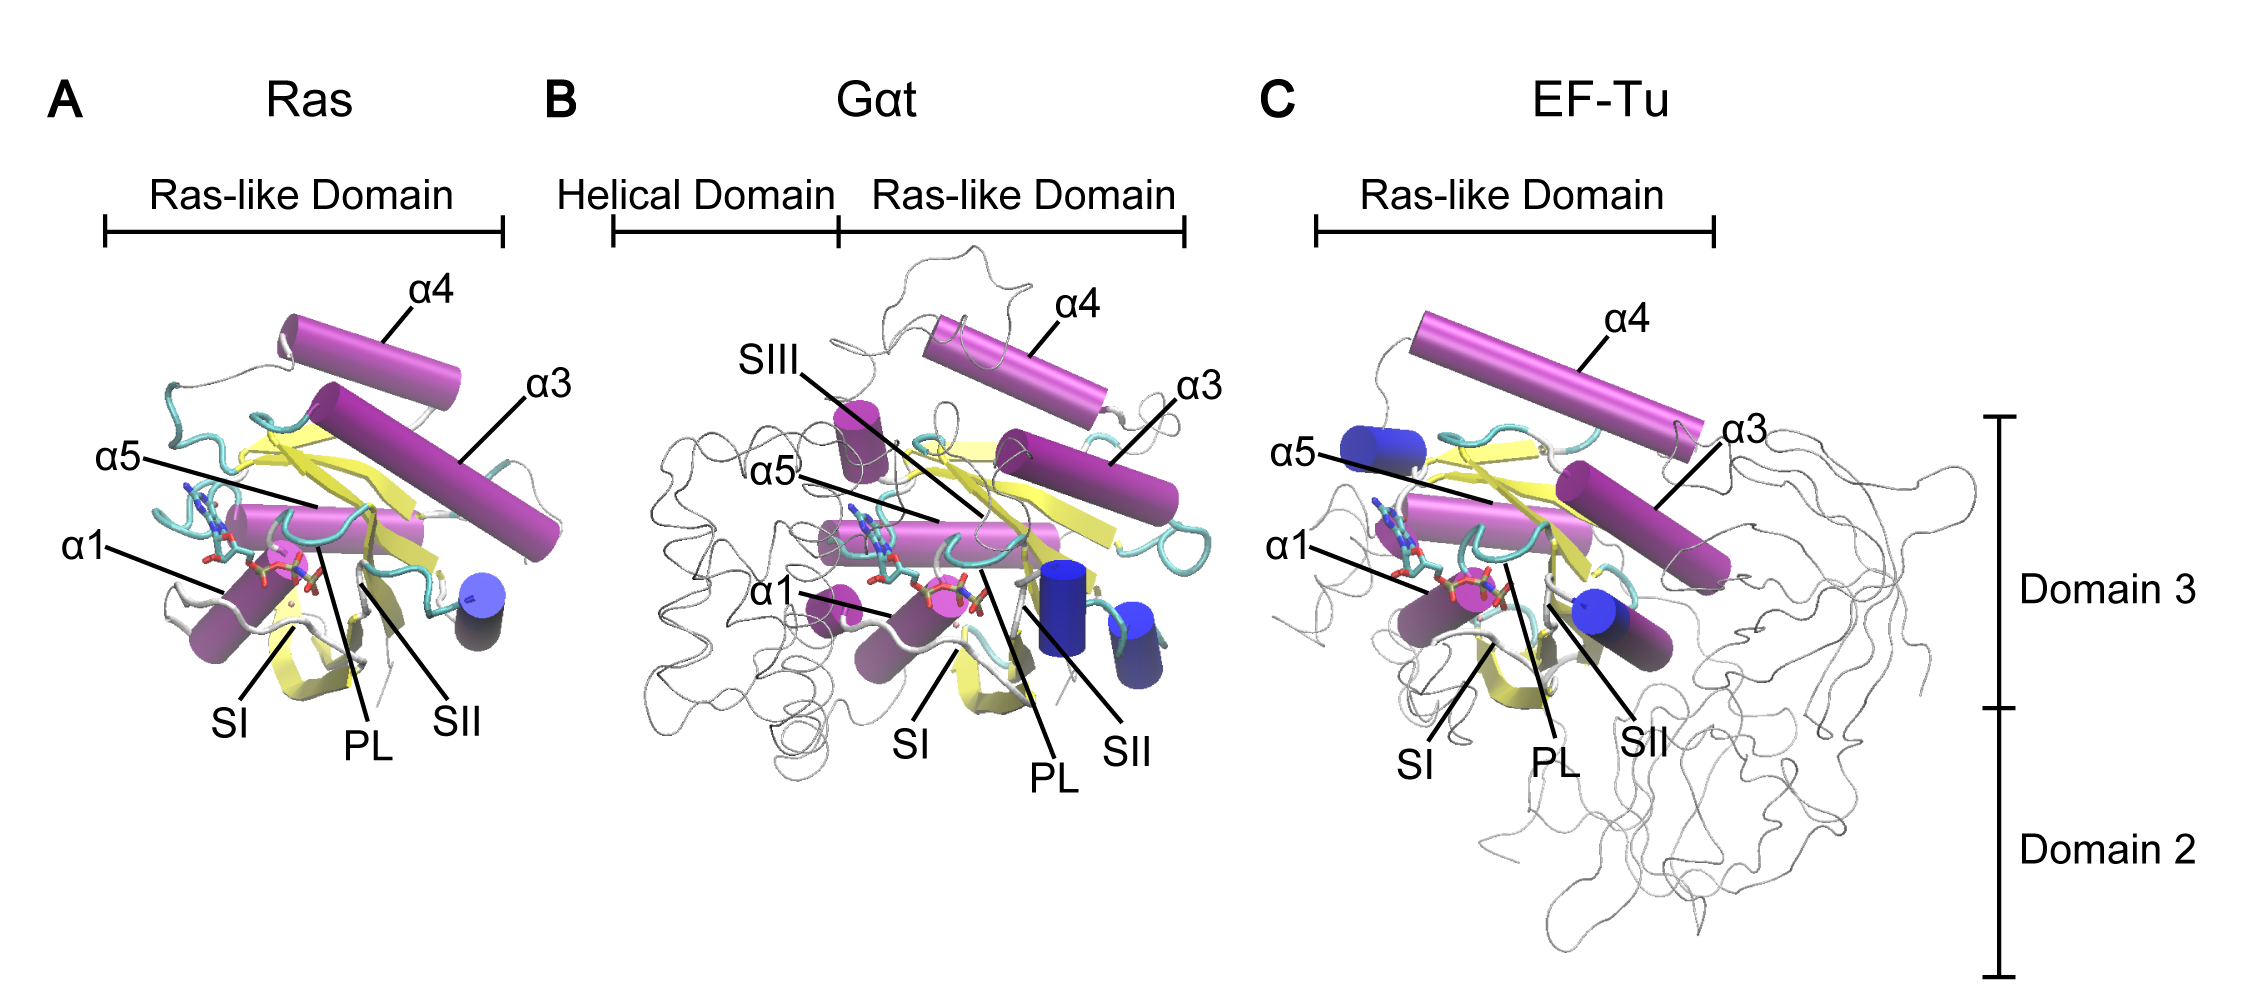 A Ras
Ras-like Domain
α4
α3
α5
α1
SI
PL
SII
B Gαt
Helical Domain Ras-like Domain
α4
SIII
α3
α5
α1
SI
PL
SII
C EF-Tu
Ras-like Domain
α4
α3
α5
α1
SI
PL
SII
Domain 3
Domain 2